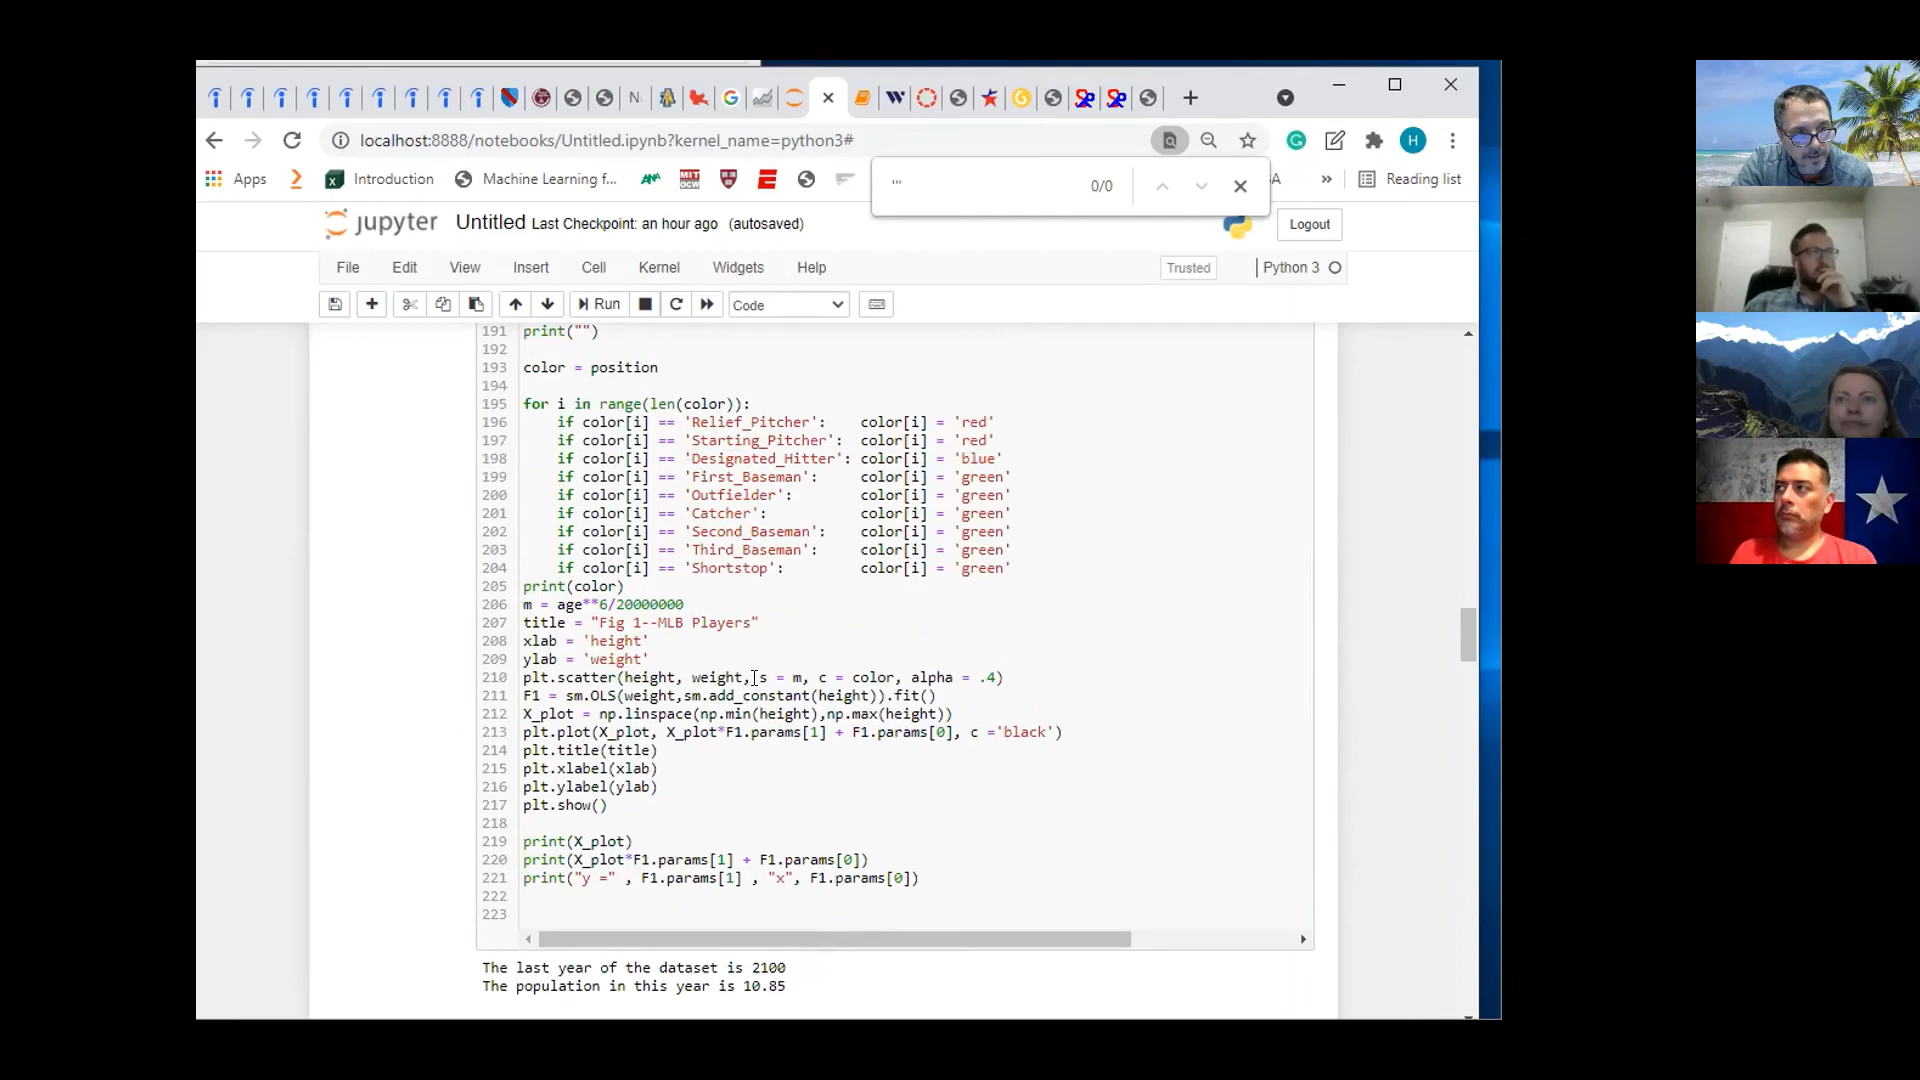 localhost:8888/notebooks/Untitled.ipynb?kernel_name=python3#
Apps Introduction Machine Learning f... Reading list
''' 0/0
jupyter Untitled Last Checkpoint: an hour ago (autosaved) Logout
File Edit View Insert Cell Kernel Widgets Help Trusted Python 3
Run Code
191 print("")
192
193 color = position
194
195 for i in range(len(color)):
196 if color[i] == 'Relief_Pitcher': color[i] = 'red'
197 if color[i] == 'Starting_Pitcher': color[i] = 'red'
198 if color[i] == 'Designated_Hitter': color[i] = 'blue'
199 if color[i] == 'First_Baseman': color[i] = 'green'
200 if color[i] == 'Outfielder': color[i] = 'green'
201 if color[i] == 'Catcher': color[i] = 'green'
202 if color[i] == 'Second_Baseman': color[i] = 'green'
203 if color[i] == 'Third_Baseman': color[i] = 'green'
204 if color[i] == 'Shortstop': color[i] = 'green'
205 print(color)
206 m = age**6/20000000
207 title = "Fig 1--MLB Players"
208 xlab = 'height'
209 ylab = 'weight'
210 plt.scatter(height, weight, s = m, c = color, alpha = .4)
211 F1 = sm.OLS(weight,sm.add_constant(height)).fit()
212 X_plot = np.linspace(np.min(height),np.max(height))
213 plt.plot(X_plot, X_plot*F1.params[1] + F1.params[0], c ='black')
214 plt.title(title)
215 plt.xlabel(xlab)
216 plt.ylabel(ylab)
217 plt.show()
218
219 print(X_plot)
220 print(X_plot*F1.params[1] + F1.params[0])
221 print("y =" , F1.params[1] , "x", F1.params[0])
222
223
The last year of the dataset is 2100
The population in this year is 10.85